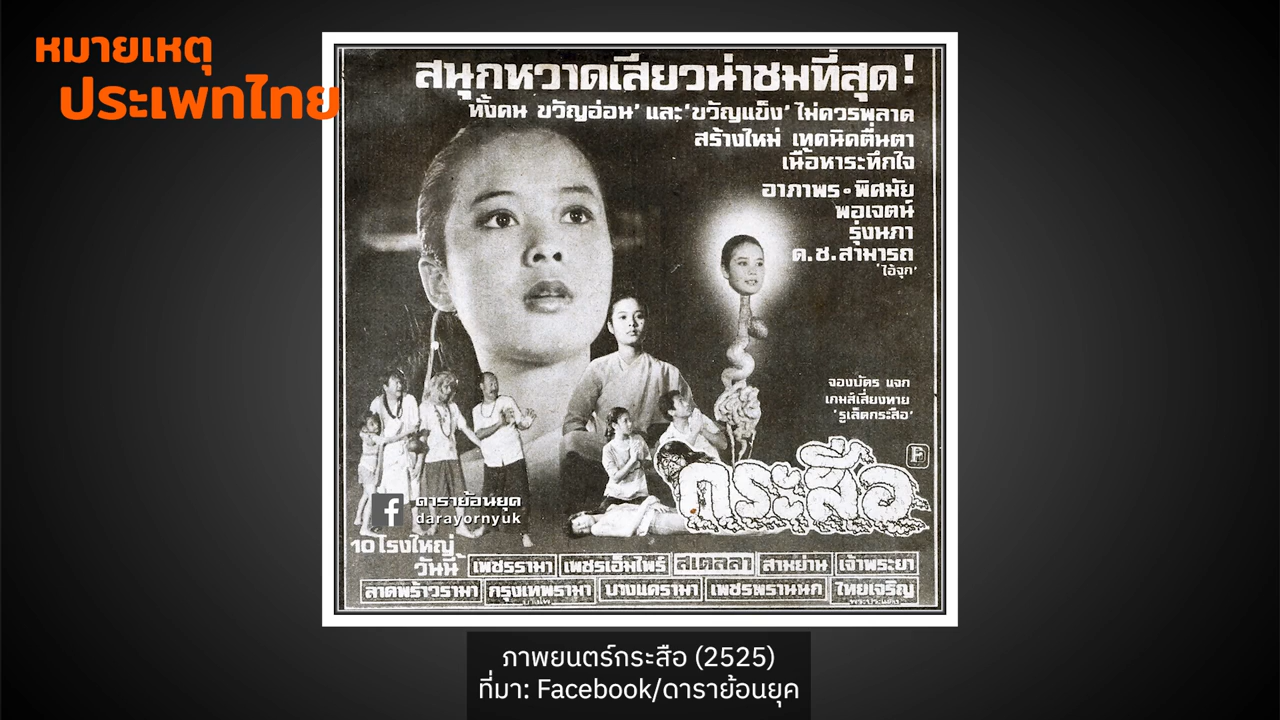 หมายเหตุ
ประเพทไทย
สนุกหวาดเสียวน่าชมที่สุด!
ทั้งคน ขวัญอ่อน' และ 'ขวัญแข็ง' ไม่ควรพลาด
สร้างใหม่ เทคนิคตื่นตา
เนื้อหาระทึกใจ
อาภาพร • พิศมัย
พอเจตน์
รุ่งนภา
ด.ช.สามารถ
'ไอ้จุก'
จองบัตร แจก
เกมส์เสี่ยงทาย
'รูเล็ตกระสือ'
กระสือ
ดาราย้อนยุค
darayornyuk
10 โรงใหญ่
วันนี้ เพชรรามา เพชรเอ็มไพร์ สเตลลา สามย่าน เจ้าพระยา
ลาดพร้าวรามา กรุงเทพรามา บางแครามา เพชรพรานนก ไทยเจริญ
ภาพยนตร์กระสือ (2525)
ที่มา: Facebook/ดาราย้อนยุค